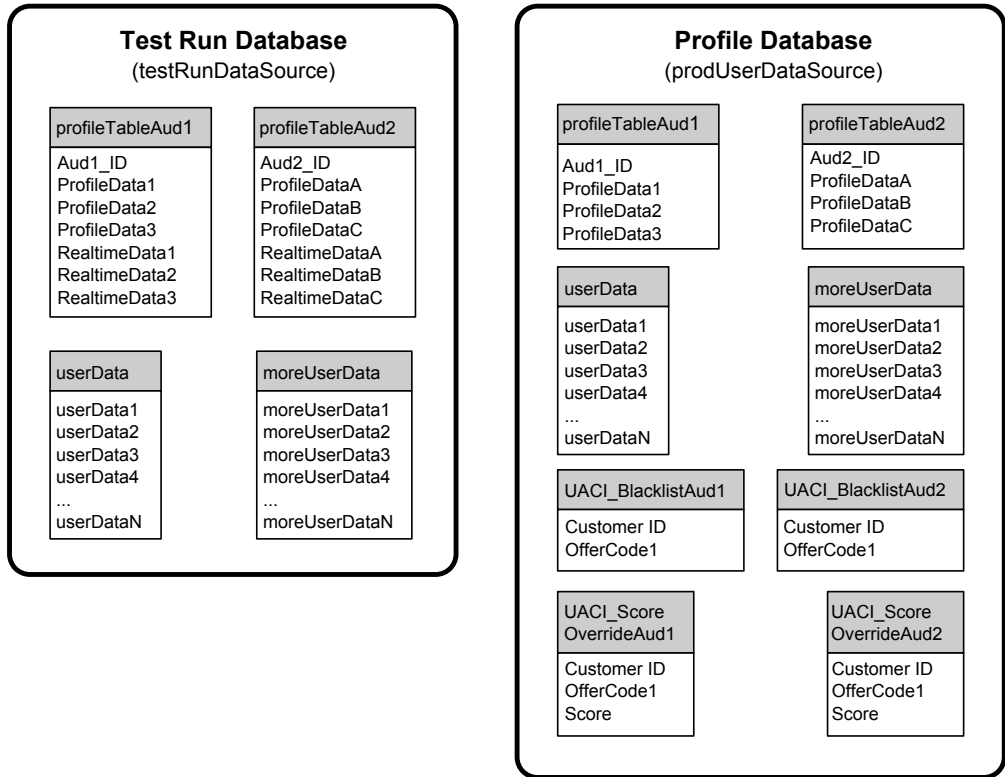 Test Run Database
(testRunDataSource)
profileTableAud1
Aud1_ID
ProfileData1
ProfileData2
ProfileData3
RealtimeData1
RealtimeData2
RealtimeData3
profileTableAud2
Aud2_ID
ProfileDataA
ProfileDataB
ProfileDataC
RealtimeDataA
RealtimeDataB
RealtimeDataC
userData
userData1
userData2
userData3
userData4
...
userDataN
moreUserData
moreUserData1
moreUserData2
moreUserData3
moreUserData4
...
moreUserDataN
Profile Database
(prodUserDataSource)
profileTableAud1
Aud1_ID
ProfileData1
ProfileData2
ProfileData3
profileTableAud2
Aud2_ID
ProfileDataA
ProfileDataB
ProfileDataC
userData
userData1
userData2
userData3
userData4
...
userDataN
moreUserData
moreUserData1
moreUserData2
moreUserData3
moreUserData4
...
moreUserDataN
UACI_BlacklistAud1
Customer ID
OfferCode1
UACI_BlacklistAud2
Customer ID
OfferCode1
UACI_Score
OverrideAud1
Customer ID
OfferCode1
Score
UACI_Score
OverrideAud2
Customer ID
OfferCode1
Score